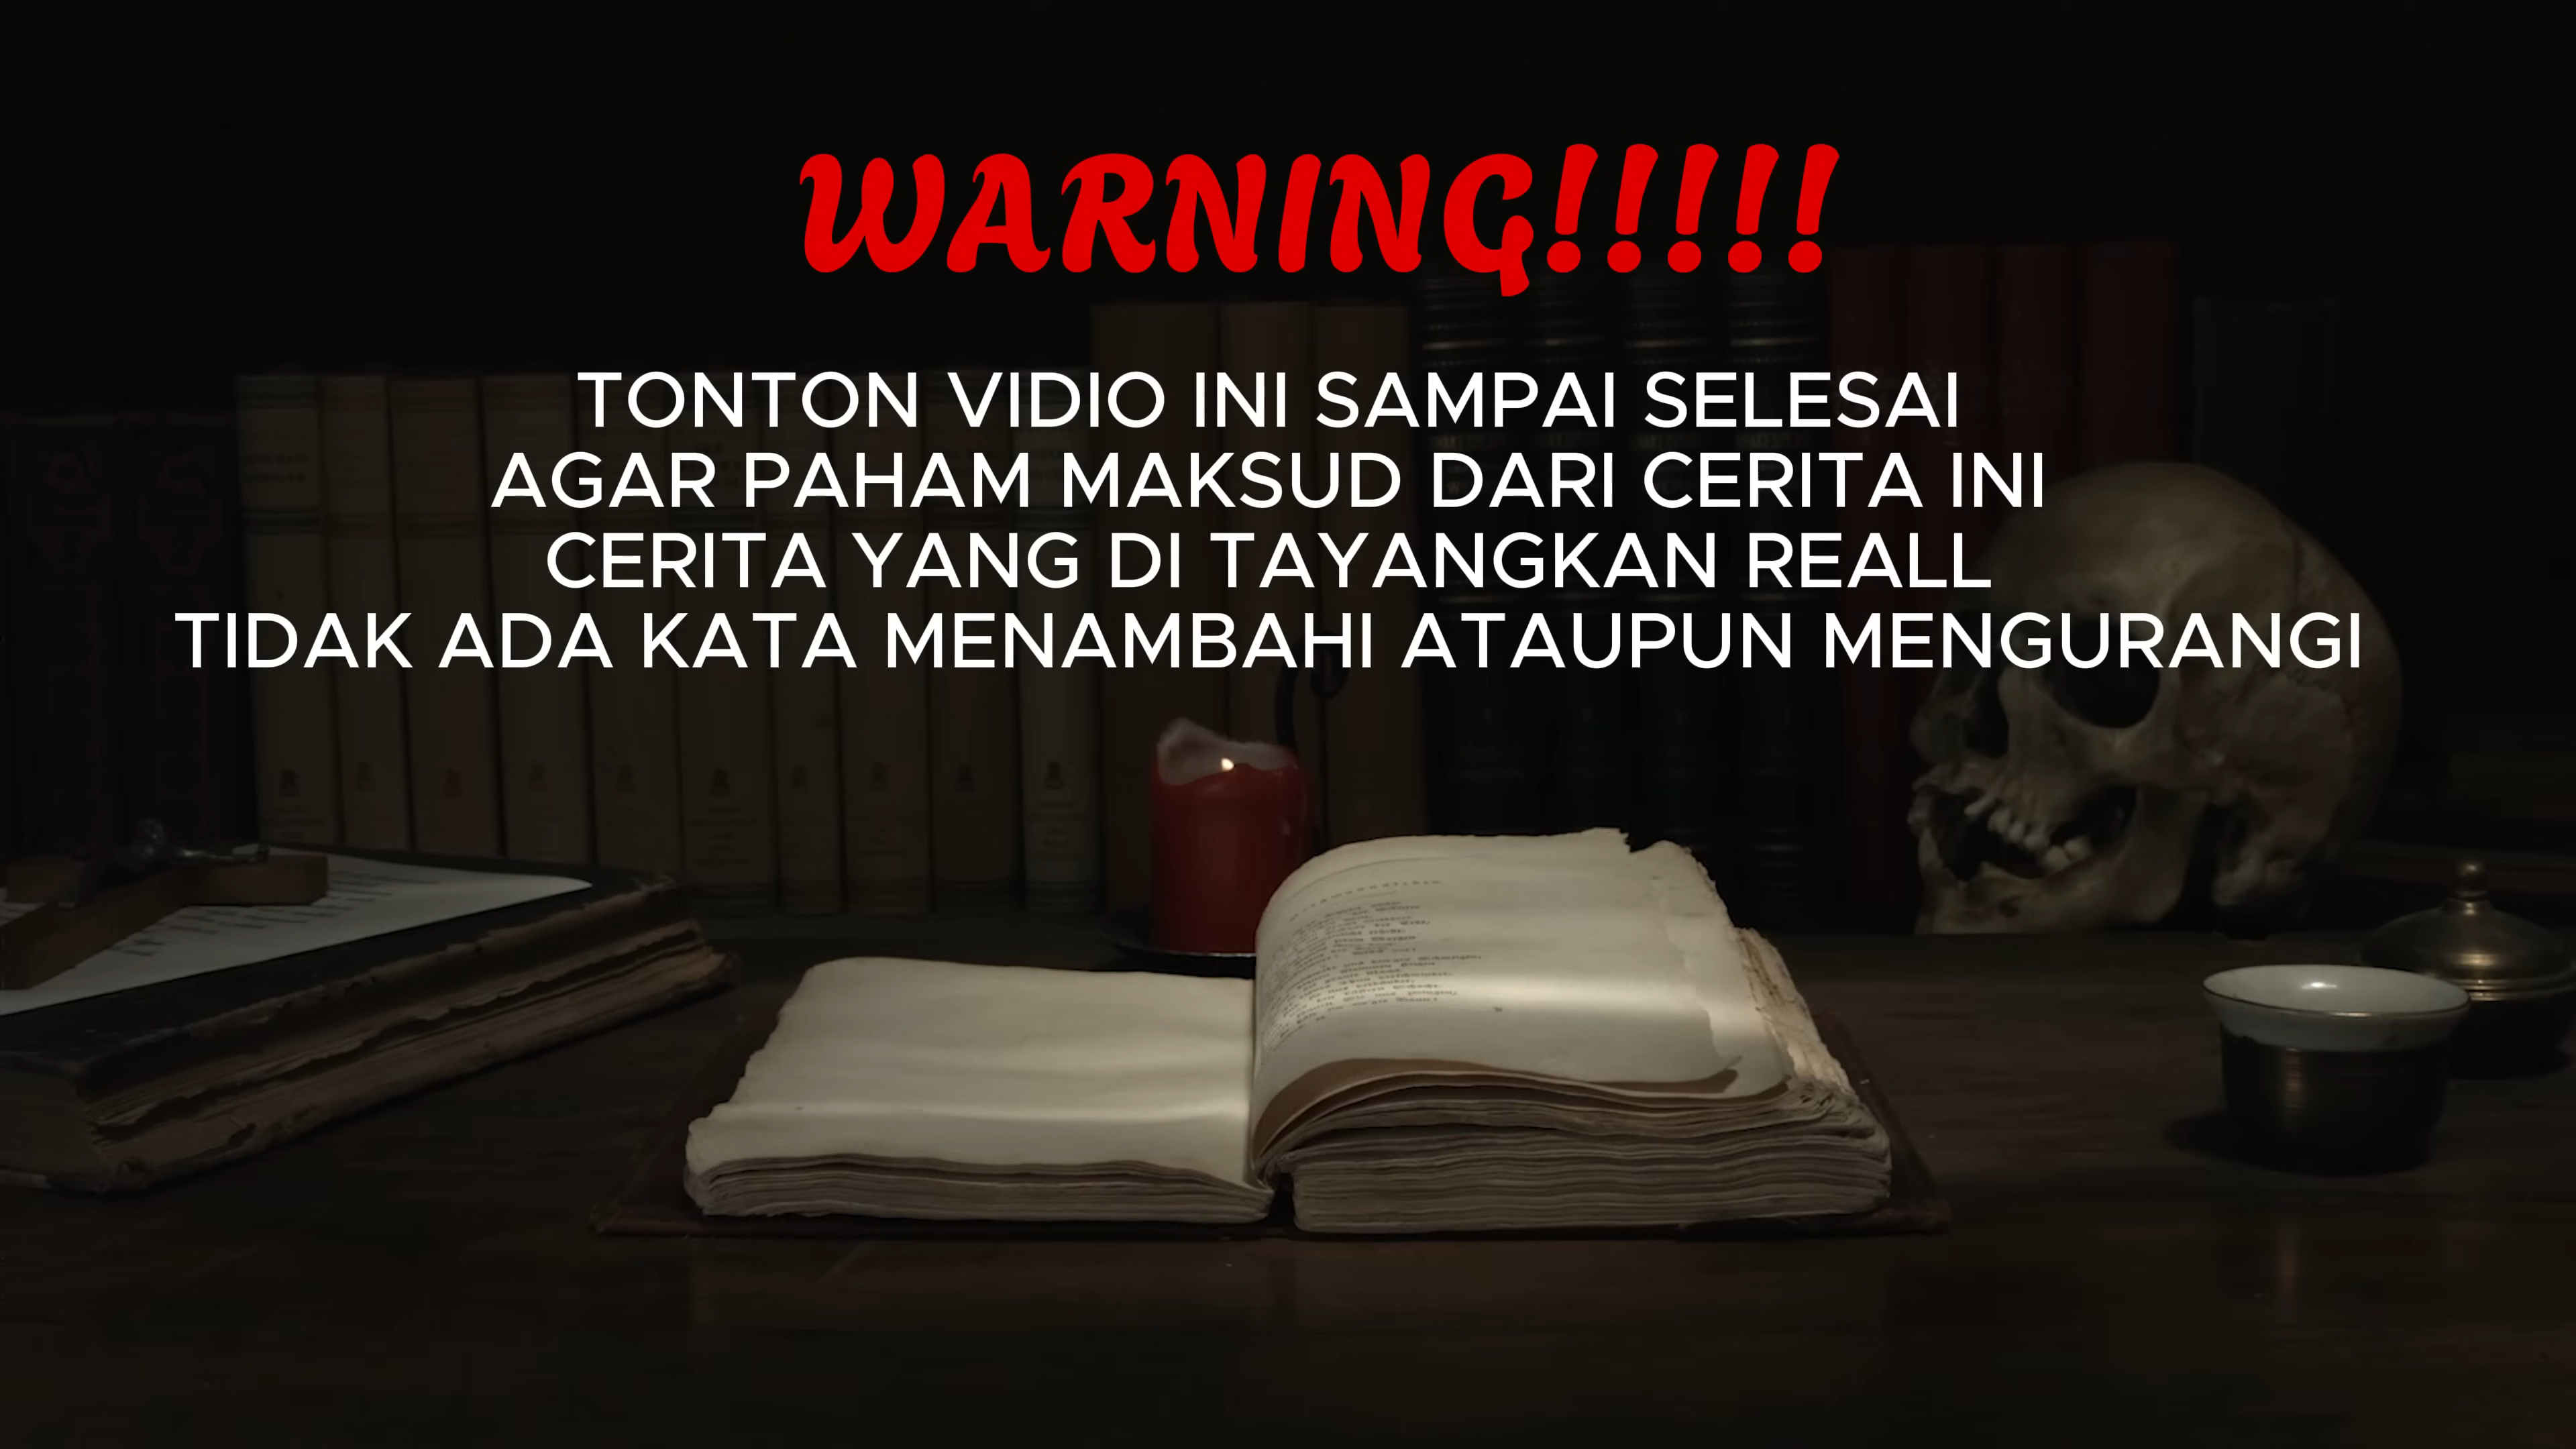 WARNING!!!!!
TONTON VIDIO INI SAMPAI SELESAI
AGAR PAHAM MAKSUD DARI CERITA INI
CERITA YANG DI TAYANGKAN REALL
TIDAK ADA KATA MENAMBAHI ATAUPUN MENGURANGI